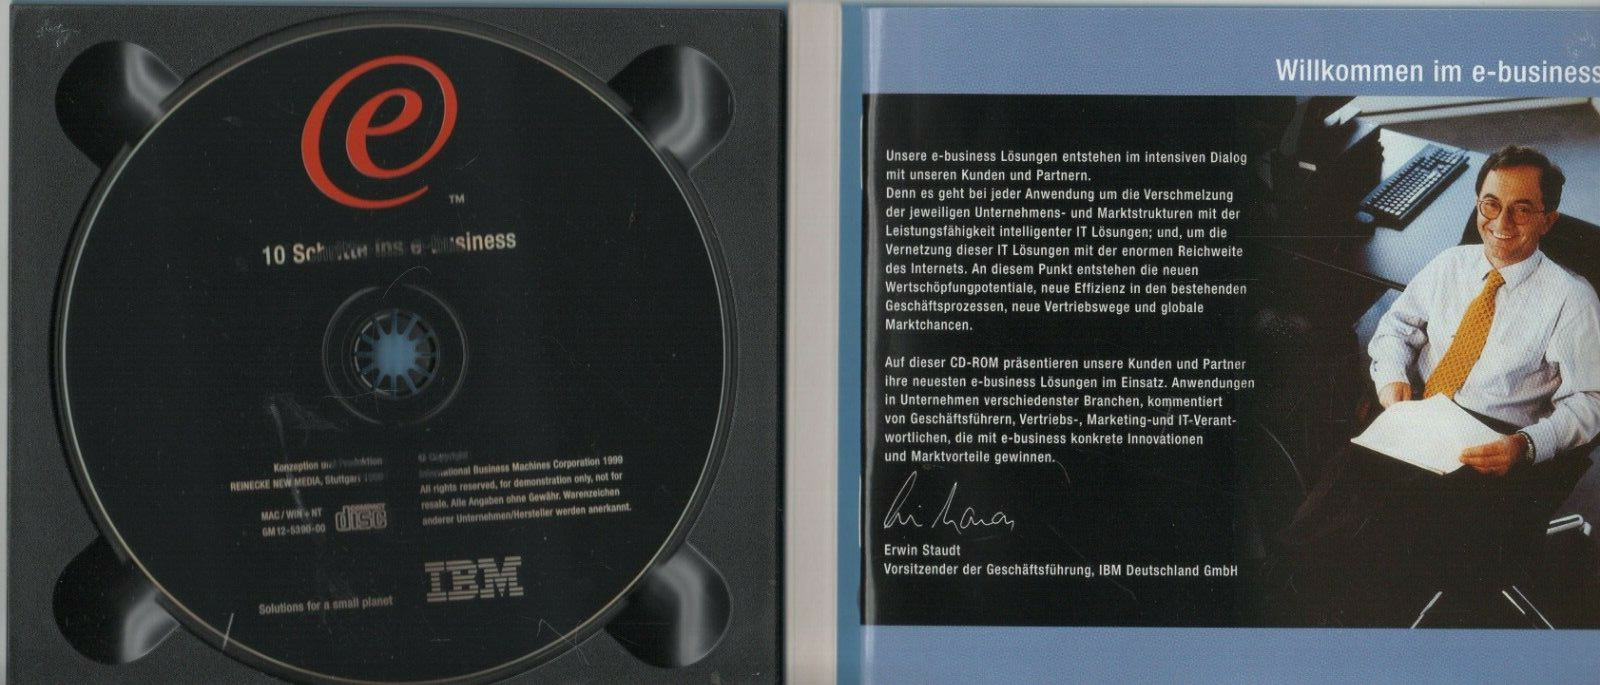 e
TM
10 Schritte ins e-business
Konzeption und Produktion
REINECKE NEW MEDIA, Stuttgart 1999
MAC / WIN + NT
GM12-5390-00
COMPACT
disc
© Copyright
International Business Machines Corporation 1999
All rights reserved, for demonstration only, not for
resale. Alle Angaben ohne Gewähr. Warenzeichen
anderer Unternehmen/Hersteller werden anerkannt.
Solutions for a small planet
IBM
Willkommen im e-business
Unsere e-business Lösungen entstehen im intensiven Dialog
mit unseren Kunden und Partnern.
Denn es geht bei jeder Anwendung um die Verschmelzung
der jeweiligen Unternehmens- und Marktstrukturen mit der
Leistungsfähigkeit intelligenter IT Lösungen; und, um die
Vernetzung dieser IT Lösungen mit der enormen Reichweite
des Internets. An diesem Punkt entstehen die neuen
Wertschöpfungpotentiale, neue Effizienz in den bestehenden
Geschäftsprozessen, neue Vertriebswege und globale
Marktchancen.
Auf dieser CD-ROM präsentieren unsere Kunden und Partner
ihre neuesten e-business Lösungen im Einsatz. Anwendungen
in Unternehmen verschiedenster Branchen, kommentiert
von Geschäftsführern, Vertriebs-, Marketing-und IT-Verant-
wortlichen, die mit e-business konkrete Innovationen
und Marktvorteile gewinnen.
Erwin Staudt
Vorsitzender der Geschäftsführung, IBM Deutschland GmbH